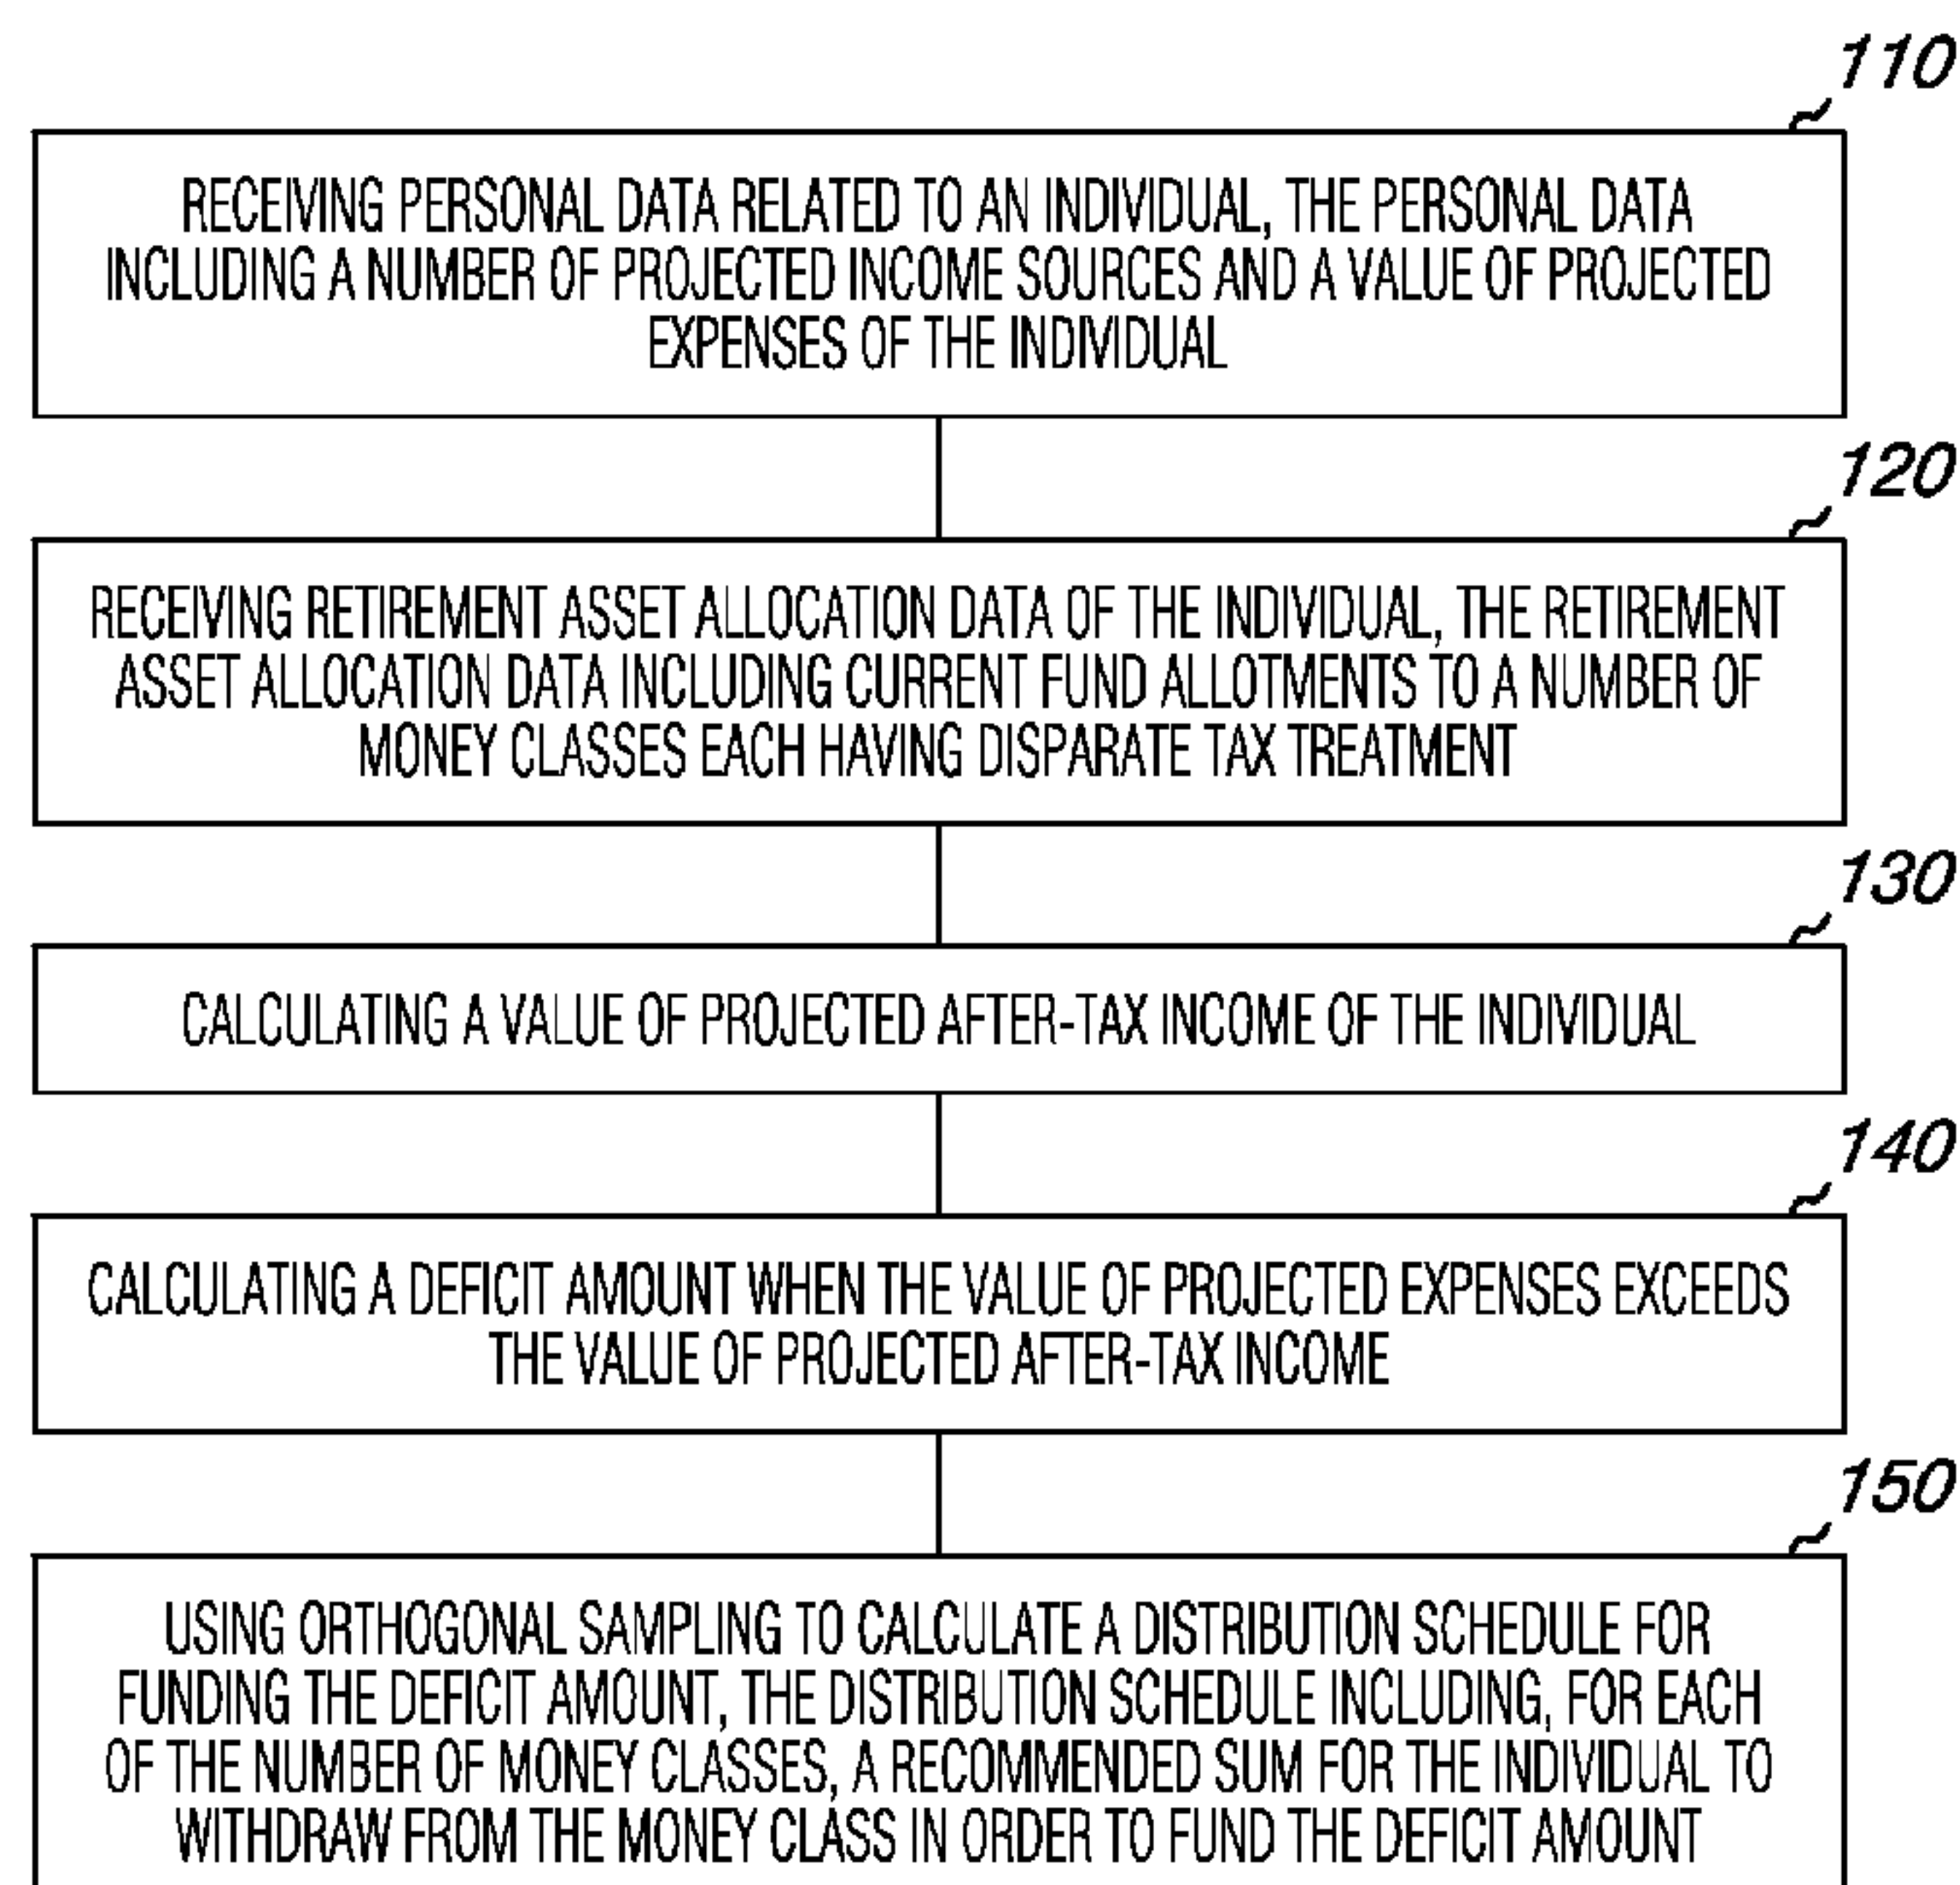 110
RECEIVING PERSONAL DATA RELATED TO AN INDIVIDUAL, THE PERSONAL DATA
INCLUDING A NUMBER OF PROJECTED INCOME SOURCES AND A VALUE OF PROJECTED
EXPENSES OF THE INDIVIDUAL
120
RECEIVING RETIREMENT ASSET ALLOCATION DATA OF THE INDIVIDUAL, THE RETIREMENT
ASSET ALLOCATION DATA INCLUDING CURRENT FUND ALLOTMENTS TO A NUMBER OF
MONEY CLASSES EACH HAVING DISPARATE TAX TREATMENT
130
CALCULATING A VALUE OF PROJECTED AFTER-TAX INCOME OF THE INDIVIDUAL
140
CALCULATING A DEFICIT AMOUNT WHEN THE VALUE OF PROJECTED EXPENSES EXCEEDS
THE VALUE OF PROJECTED AFTER-TAX INCOME
150
USING ORTHOGONAL SAMPLING TO CALCULATE A DISTRIBUTION SCHEDULE FOR
FUNDING THE DEFICIT AMOUNT, THE DISTRIBUTION SCHEDULE INCLUDING, FOR EACH
OF THE NUMBER OF MONEY CLASSES, A RECOMMENDED SUM FOR THE INDIVIDUAL TO
WITHDRAW FROM THE MONEY CLASS IN ORDER TO FUND THE DEFICIT AMOUNT